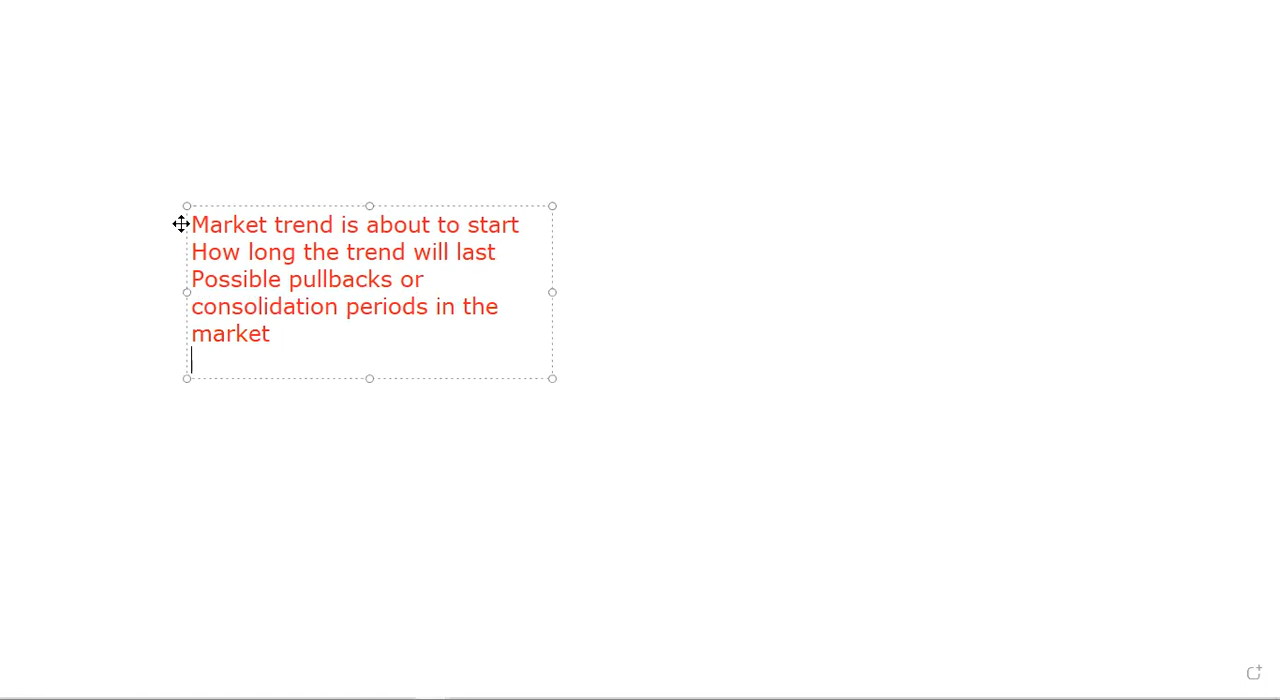 Market trend is about to start
How long the trend will last
Possible pullbacks or
consolidation periods in the
market